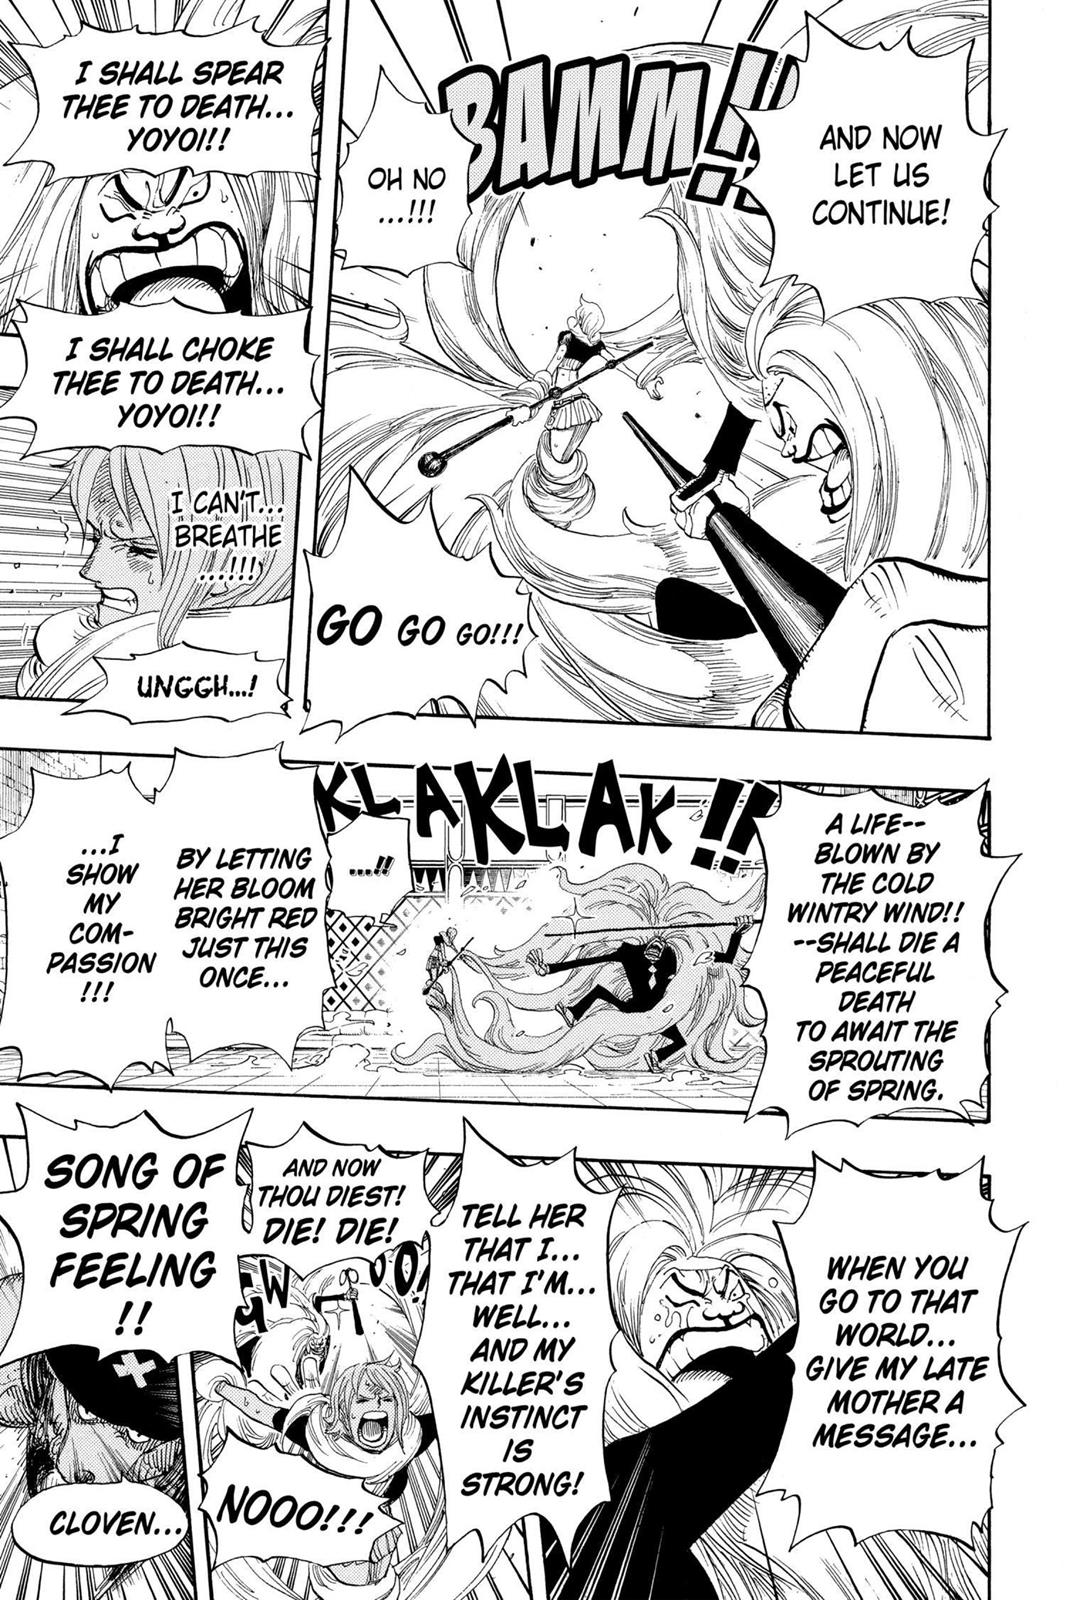 AND NOW
LET US
CONTINUE!
BAMM!!
OH NO
...!!!
GO GO GO!!!
I SHALL SPEAR
THEE TO DEATH...
YOYOI!!
I SHALL CHOKE
THEE TO DEATH...
YOYOI!!
I CAN'T...
BREATHE
...!!!
UNGGH...!
A LIFE--
BLOWN BY
THE COLD
WINTRY WIND!!
--SHALL DIE A
PEACEFUL
DEATH
TO AWAIT THE
SPROUTING
OF SPRING.
KLAKLAK!!
...!!
BY LETTING
HER BLOOM
BRIGHT RED
JUST THIS
ONCE...
...I
SHOW
MY
COM-
PASSION
!!!
WHEN YOU
GO TO THAT
WORLD...
GIVE MY LATE
MOTHER A
MESSAGE...
TELL HER
THAT I...
THAT I'M...
WELL...
AND MY
KILLER'S
INSTINCT
IS
STRONG!
AND NOW
THOU DIEST!
DIE! DIE!
NOOO!!!
SONG OF
SPRING
FEELING
!!
CLOVEN...